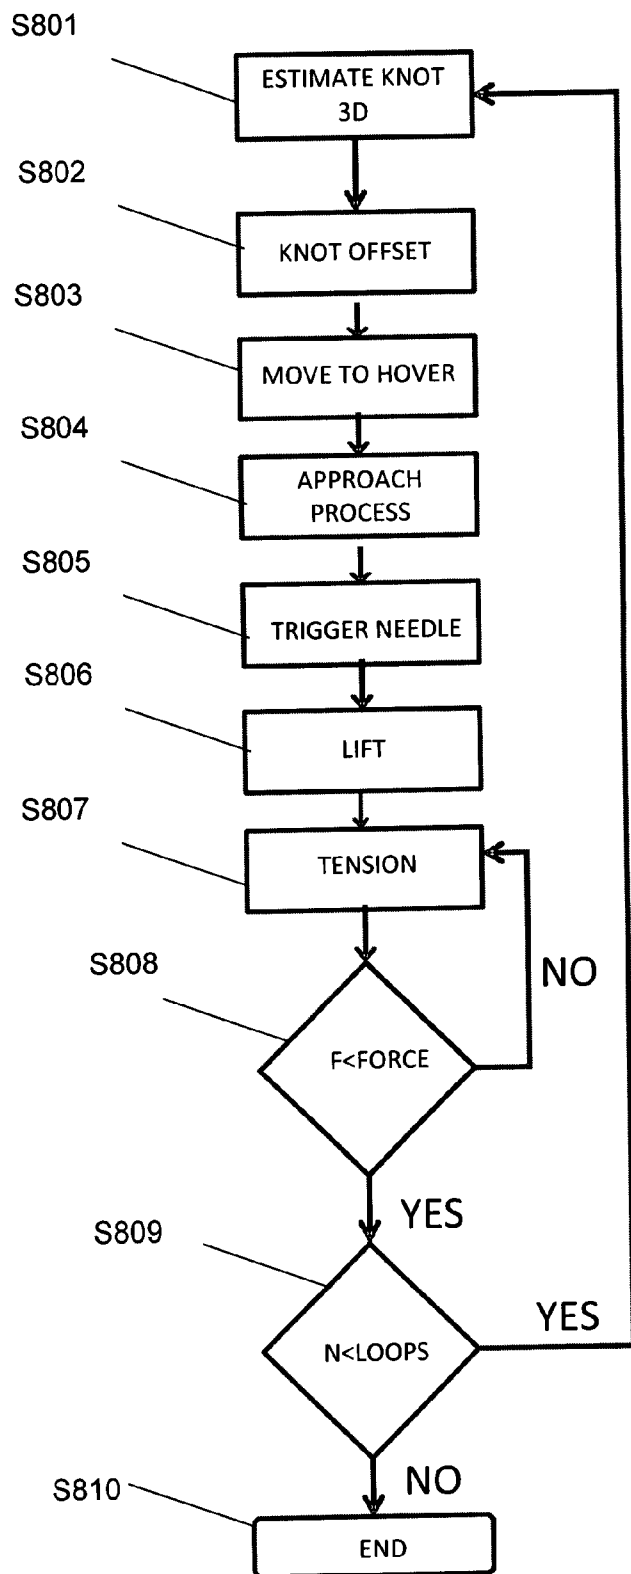 S801
ESTIMATE KNOT
3D
S802
KNOT OFFSET
S803
MOVE TO HOVER
S804
APPROACH
PROCESS
S805
TRIGGER NEEDLE
S806
LIFT
S807
TENSION
S808
NO
F<FORCE
YES
S809
YES
N<LOOPS
NO
S810
END